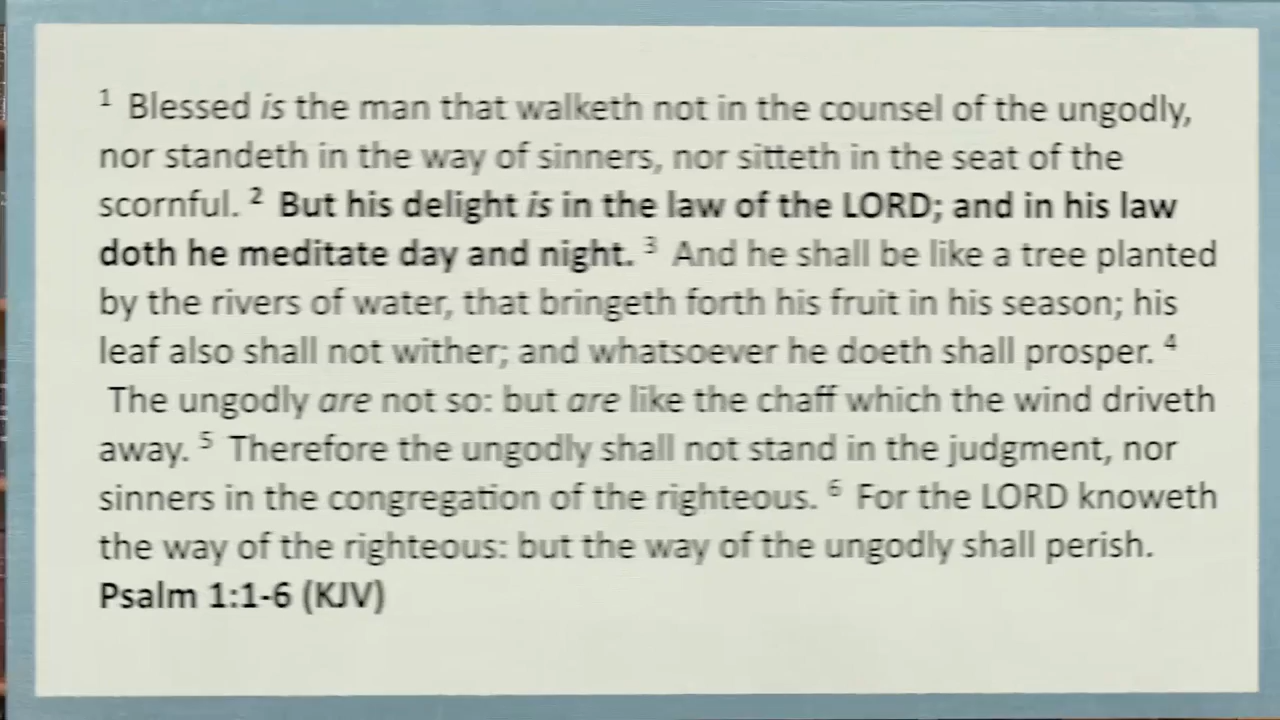 1 Blessed is the man that walketh not in the counsel of the ungodly,
nor standeth in the way of sinners, nor sitteth in the seat of the
scornful. 2 But his delight is in the law of the LORD; and in his law
doth he meditate day and night. 3 And he shall be like a tree planted
by the rivers of water, that bringeth forth his fruit in his season; his
leaf also shall not wither; and whatsoever he doeth shall prosper. 4
The ungodly are not so: but are like the chaff which the wind driveth
away. 5 Therefore the ungodly shall not stand in the judgment, nor
sinners in the congregation of the righteous. 6 For the LORD knoweth
the way of the righteous: but the way of the ungodly shall perish.
Psalm 1:1-6 (KJV)